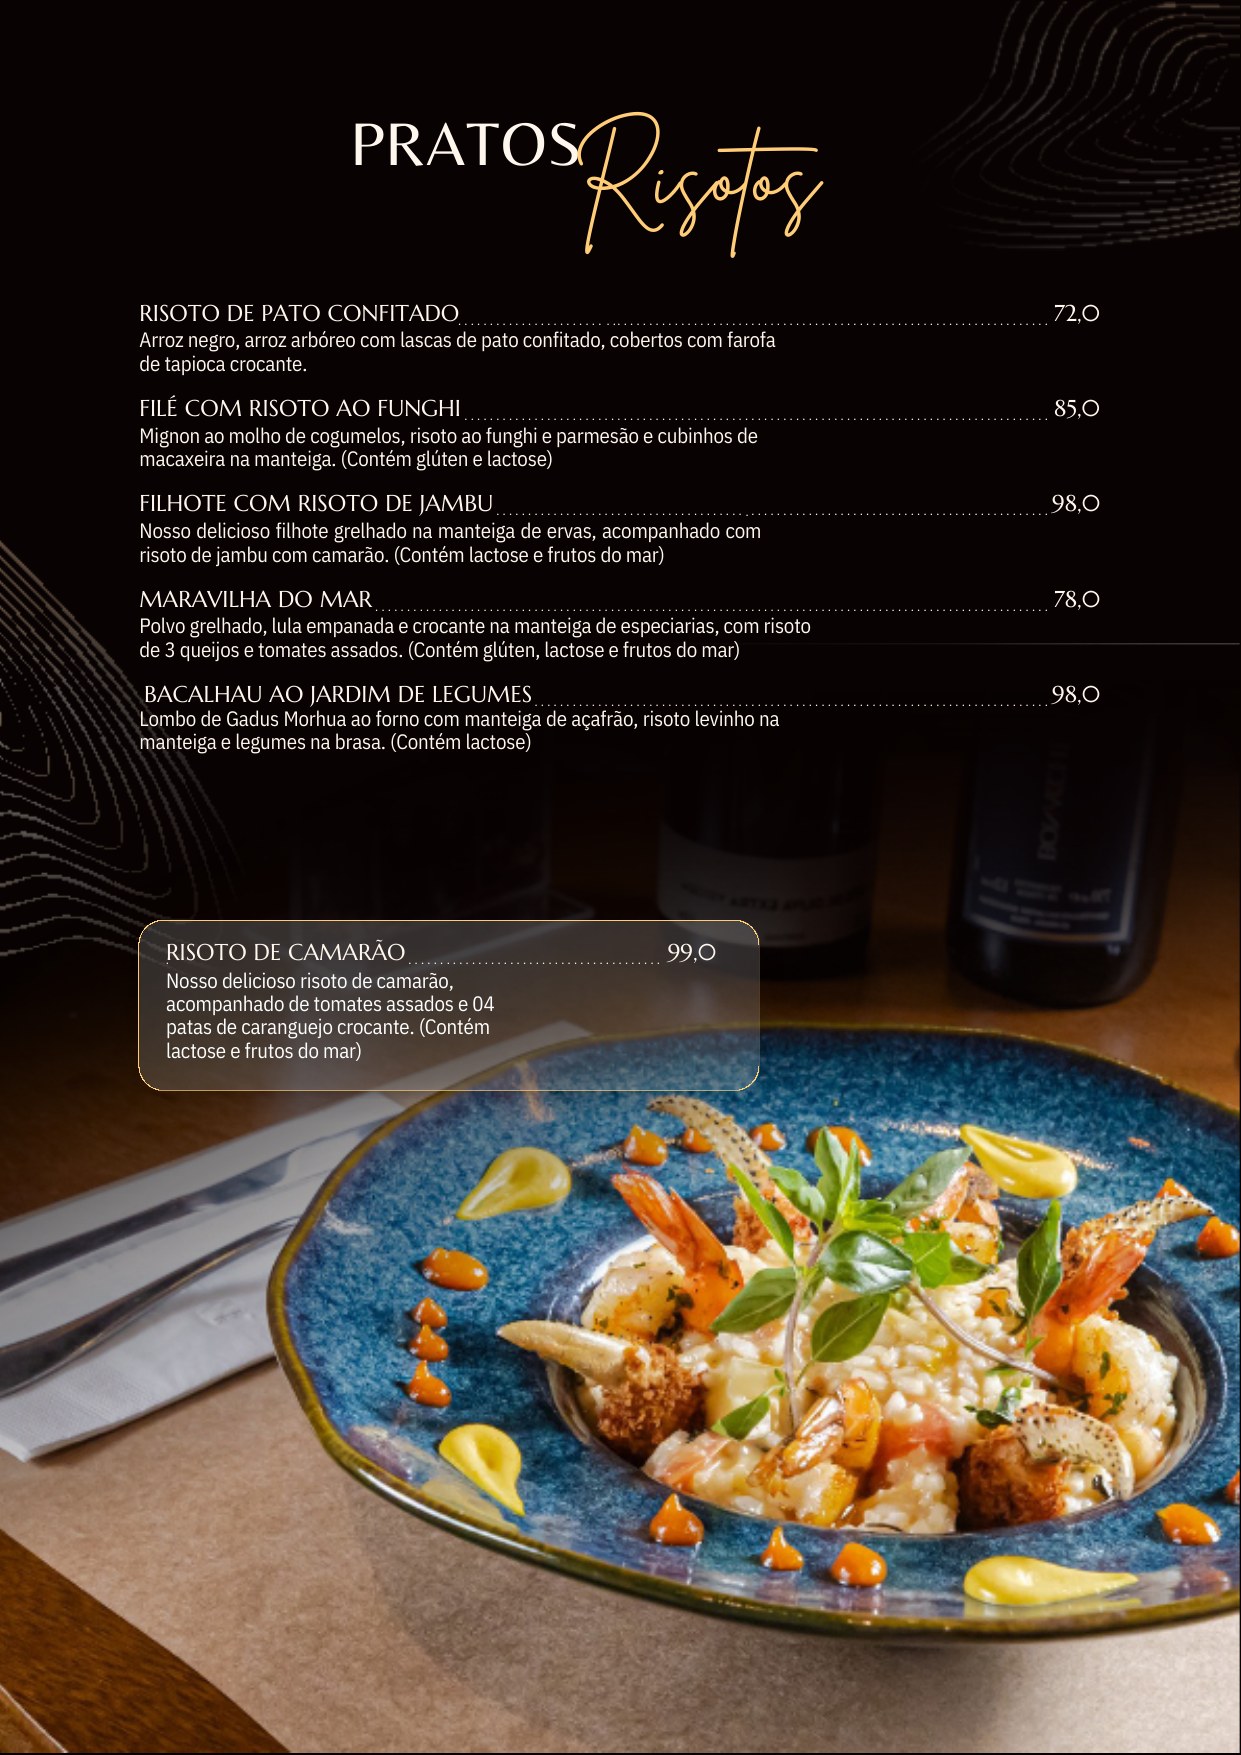 PRATOS Risotos
RISOTO DE PATO CONFITADO 72,0
Arroz negro, arroz arbóreo com lascas de pato confitado, cobertos com farofa
de tapioca crocante.
FILÉ COM RISOTO AO FUNGHI 85,0
Mignon ao molho de cogumelos, risoto ao funghi e parmesão e cubinhos de
macaxeira na manteiga. (Contém glúten e lactose)
FILHOTE COM RISOTO DE JAMBU 98,0
Nosso delicioso filhote grelhado na manteiga de ervas, acompanhado com
risoto de jambu com camarão. (Contém lactose e frutos do mar)
MARAVILHA DO MAR 78,0
Polvo grelhado, lula empanada e crocante na manteiga de especiarias, com risoto
de 3 queijos e tomates assados. (Contém glúten, lactose e frutos do mar)
BACALHAU AO JARDIM DE LEGUMES 98,0
Lombo de Gadus Morhua ao forno com manteiga de açafrão, risoto levinho na
manteiga e legumes na brasa. (Contém lactose)
RISOTO DE CAMARÃO 99,0
Nosso delicioso risoto de camarão,
acompanhado de tomates assados e 04
patas de caranguejo crocante. (Contém
lactose e frutos do mar)